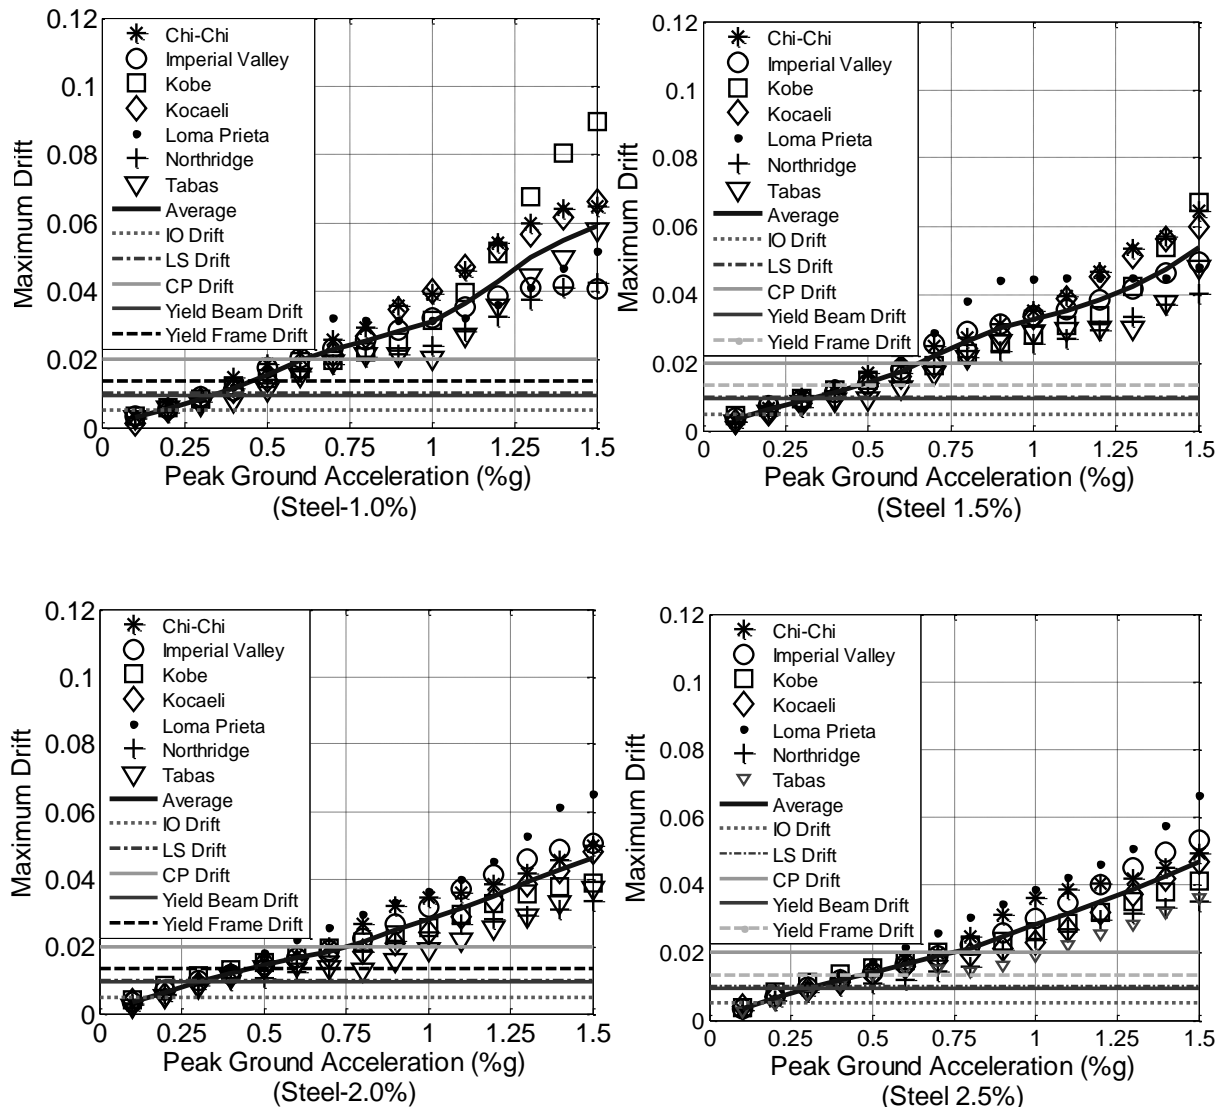 0.12
0.1
0.08
0.06
0.04
0.02
0
Maximum Drift
Chi-Chi
Imperial Valley
Kobe
Kocaeli
Loma Prieta
Northridge
Tabas
Average
IO Drift
LS Drift
CP Drift
Yield Beam Drift
Yield Frame Drift
0 0.25 0.5 0.75 1 1.25 1.5
Peak Ground Acceleration (%g)
(Steel-1.0%)
0.12
0.1
0.08
0.06
0.04
0.02
0
Maximum Drift
Chi-Chi
Imperial Valley
Kobe
Kocaeli
Loma Prieta
Northridge
Tabas
Average
IO Drift
LS Drift
CP Drift
Yield Beam Drift
Yield Frame Drift
0 0.25 0.5 0.75 1 1.25 1.5
Peak Ground Acceleration (%g)
(Steel 1.5%)
0.12
0.1
0.08
0.06
0.04
0.02
0
Maximum Drift
Chi-Chi
Imperial Valley
Kobe
Kocaeli
Loma Prieta
Northridge
Tabas
Average
IO Drift
LS Drift
CP Drift
Yield Beam Drift
Yield Frame Drift
0 0.25 0.5 0.75 1 1.25 1.5
Peak Ground Acceleration (%g)
(Steel-2.0%)
0.12
0.1
0.08
0.06
0.04
0.02
0
Maximum Drift
Chi-Chi
Imperial Valley
Kobe
Kocaeli
Loma Prieta
Northridge
Tabas
Average
IO Drift
LS Drift
CP Drift
Yield Beam Drift
Yield Frame Drift
0 0.25 0.5 0.75 1 1.25 1.5
Peak Ground Acceleration (%g)
(Steel 2.5%)